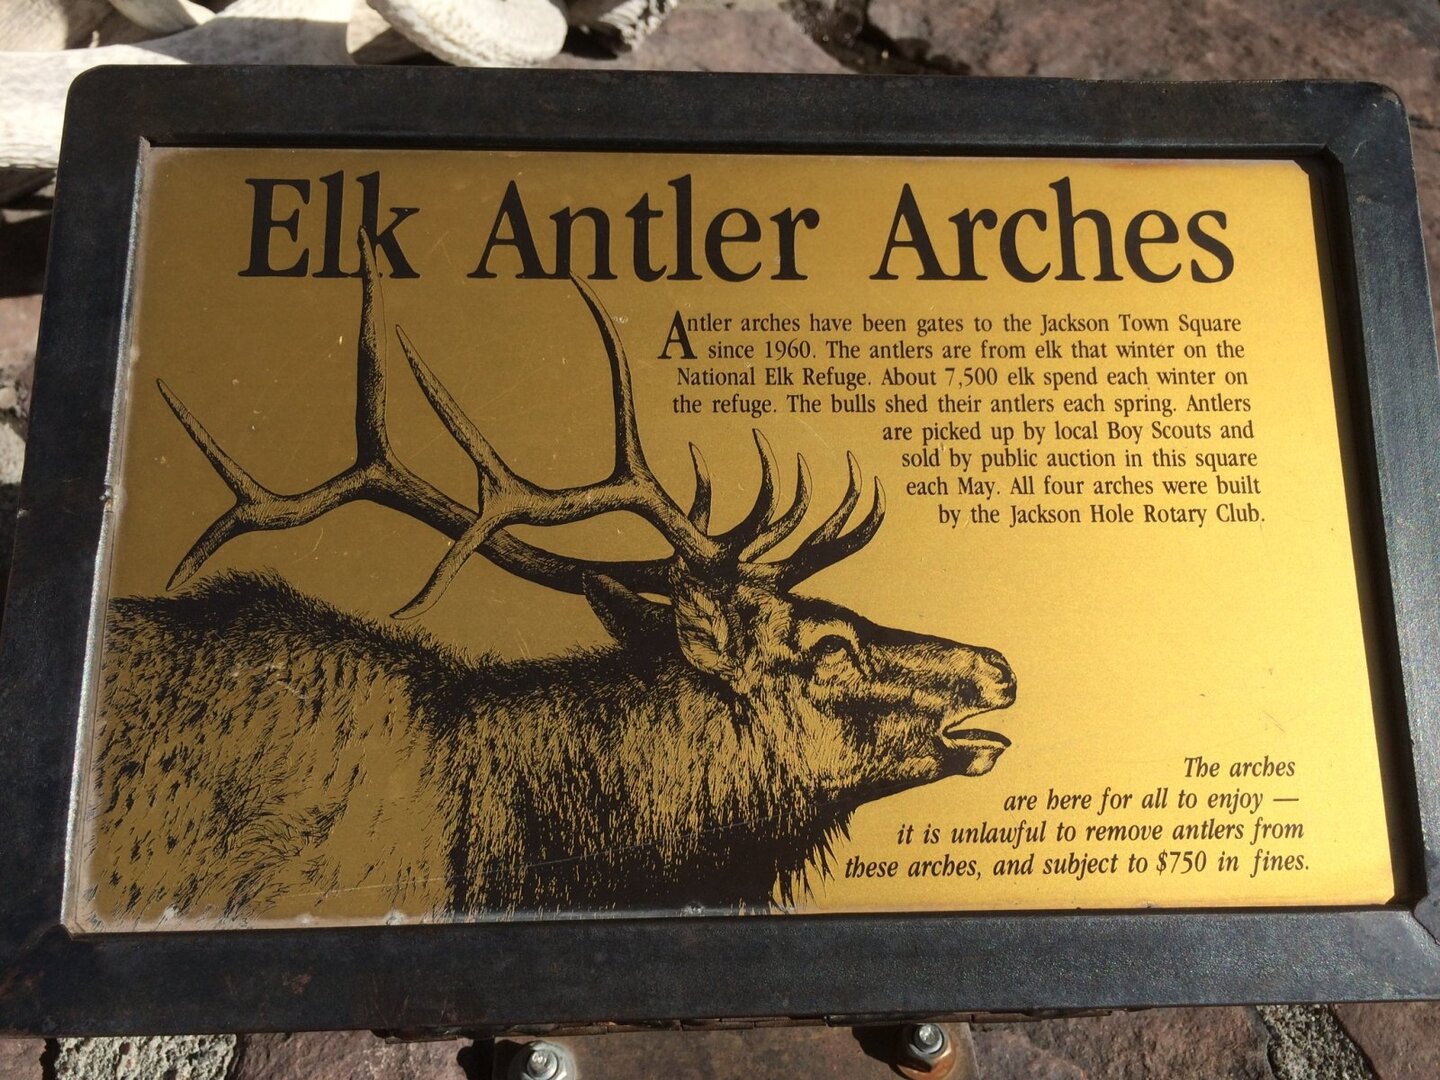 Elk Antler Arches
Antler arches have been gates to the Jackson Town Square
since 1960. The antlers are from elk that winter on the
National Elk Refuge. About 7,500 elk spend each winter on
the refuge. The bulls shed their antlers each spring. Antlers
are picked up by local Boy Scouts and
sold by public auction in this square
each May. All four arches were built
by the Jackson Hole Rotary Club.
The arches
are here for all to enjoy —
it is unlawful to remove antlers from
these arches, and subject to $750 in fines.